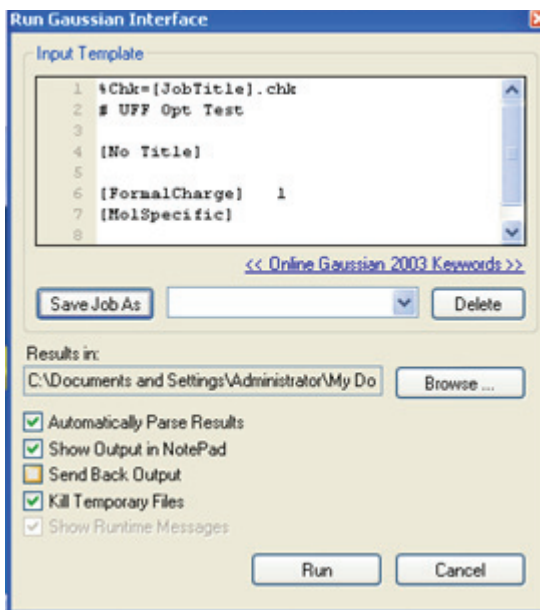 Run Gaussian Interface
Input Template
1 %Chk=[JobTitle].chk
2 # UFF Opt Test
3
4 [No Title]
5
6 [FormalCharge] 1
7 [MolSpecific]
8
<< Online Gaussian 2003 Keywords >>
Save Job As Delete
Results in:
C:\Documents and Settings\Administrator\My Do Browse ...
Automatically Parse Results
Show Output in NotePad
Send Back Output
Kill Temporary Files
Show Runtime Messages
Run Cancel